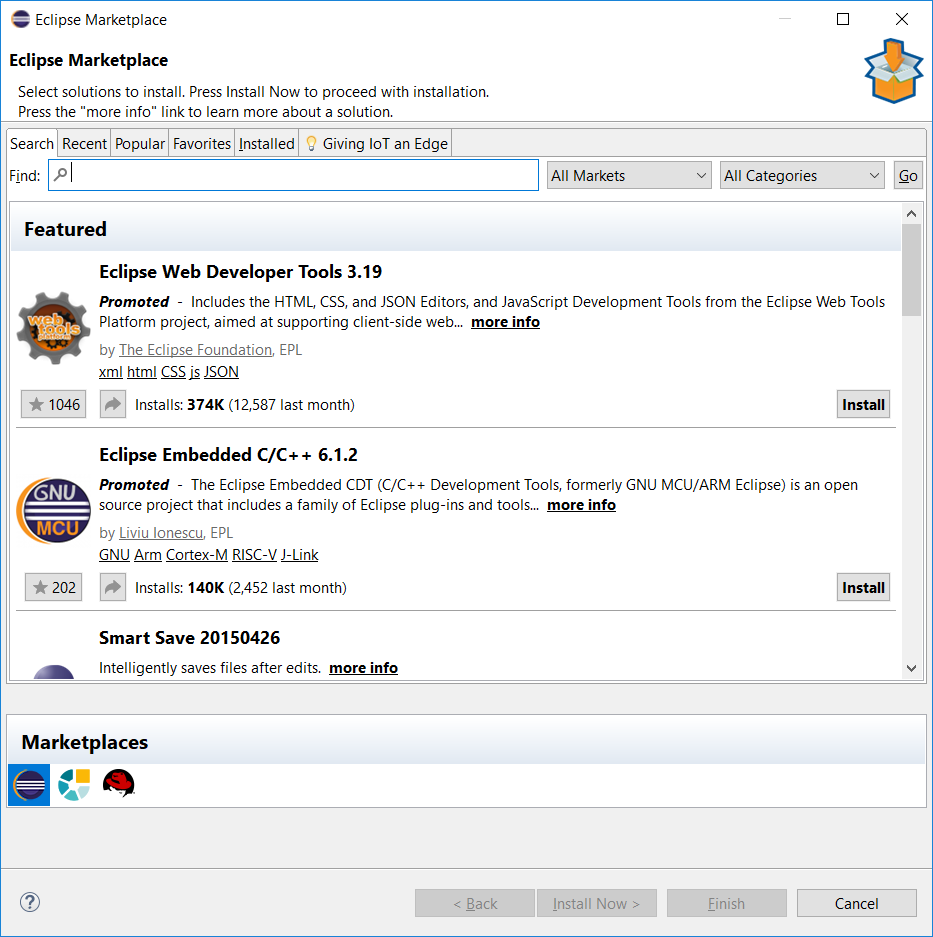 Eclipse Marketplace
Eclipse Marketplace
Select solutions to install. Press Install Now to proceed with installation.
Press the "more info" link to learn more about a solution.
Search Recent Popular Favorites Installed Giving IoT an Edge
Find: All Markets All Categories Go
Featured
Eclipse Web Developer Tools 3.19
Promoted - Includes the HTML, CSS, and JSON Editors, and JavaScript Development Tools from the Eclipse Web Tools
Platform project, aimed at supporting client-side web... more info
web tools
by The Eclipse Foundation, EPL
xml html CSS js JSON
1046 Installs: 374K (12,587 last month) Install
Eclipse Embedded C/C++ 6.1.2
Promoted - The Eclipse Embedded CDT (C/C++ Development Tools, formerly GNU MCU/ARM Eclipse) is an open
source project that includes a family of Eclipse plug-ins and tools... more info
GNU
MCU
by Liviu Ionescu, EPL
GNU Arm Cortex-M RISC-V J-Link
202 Installs: 140K (2,452 last month) Install
Smart Save 20150426
Intelligently saves files after edits. more info
Marketplaces
? < Back Install Now > Finish Cancel